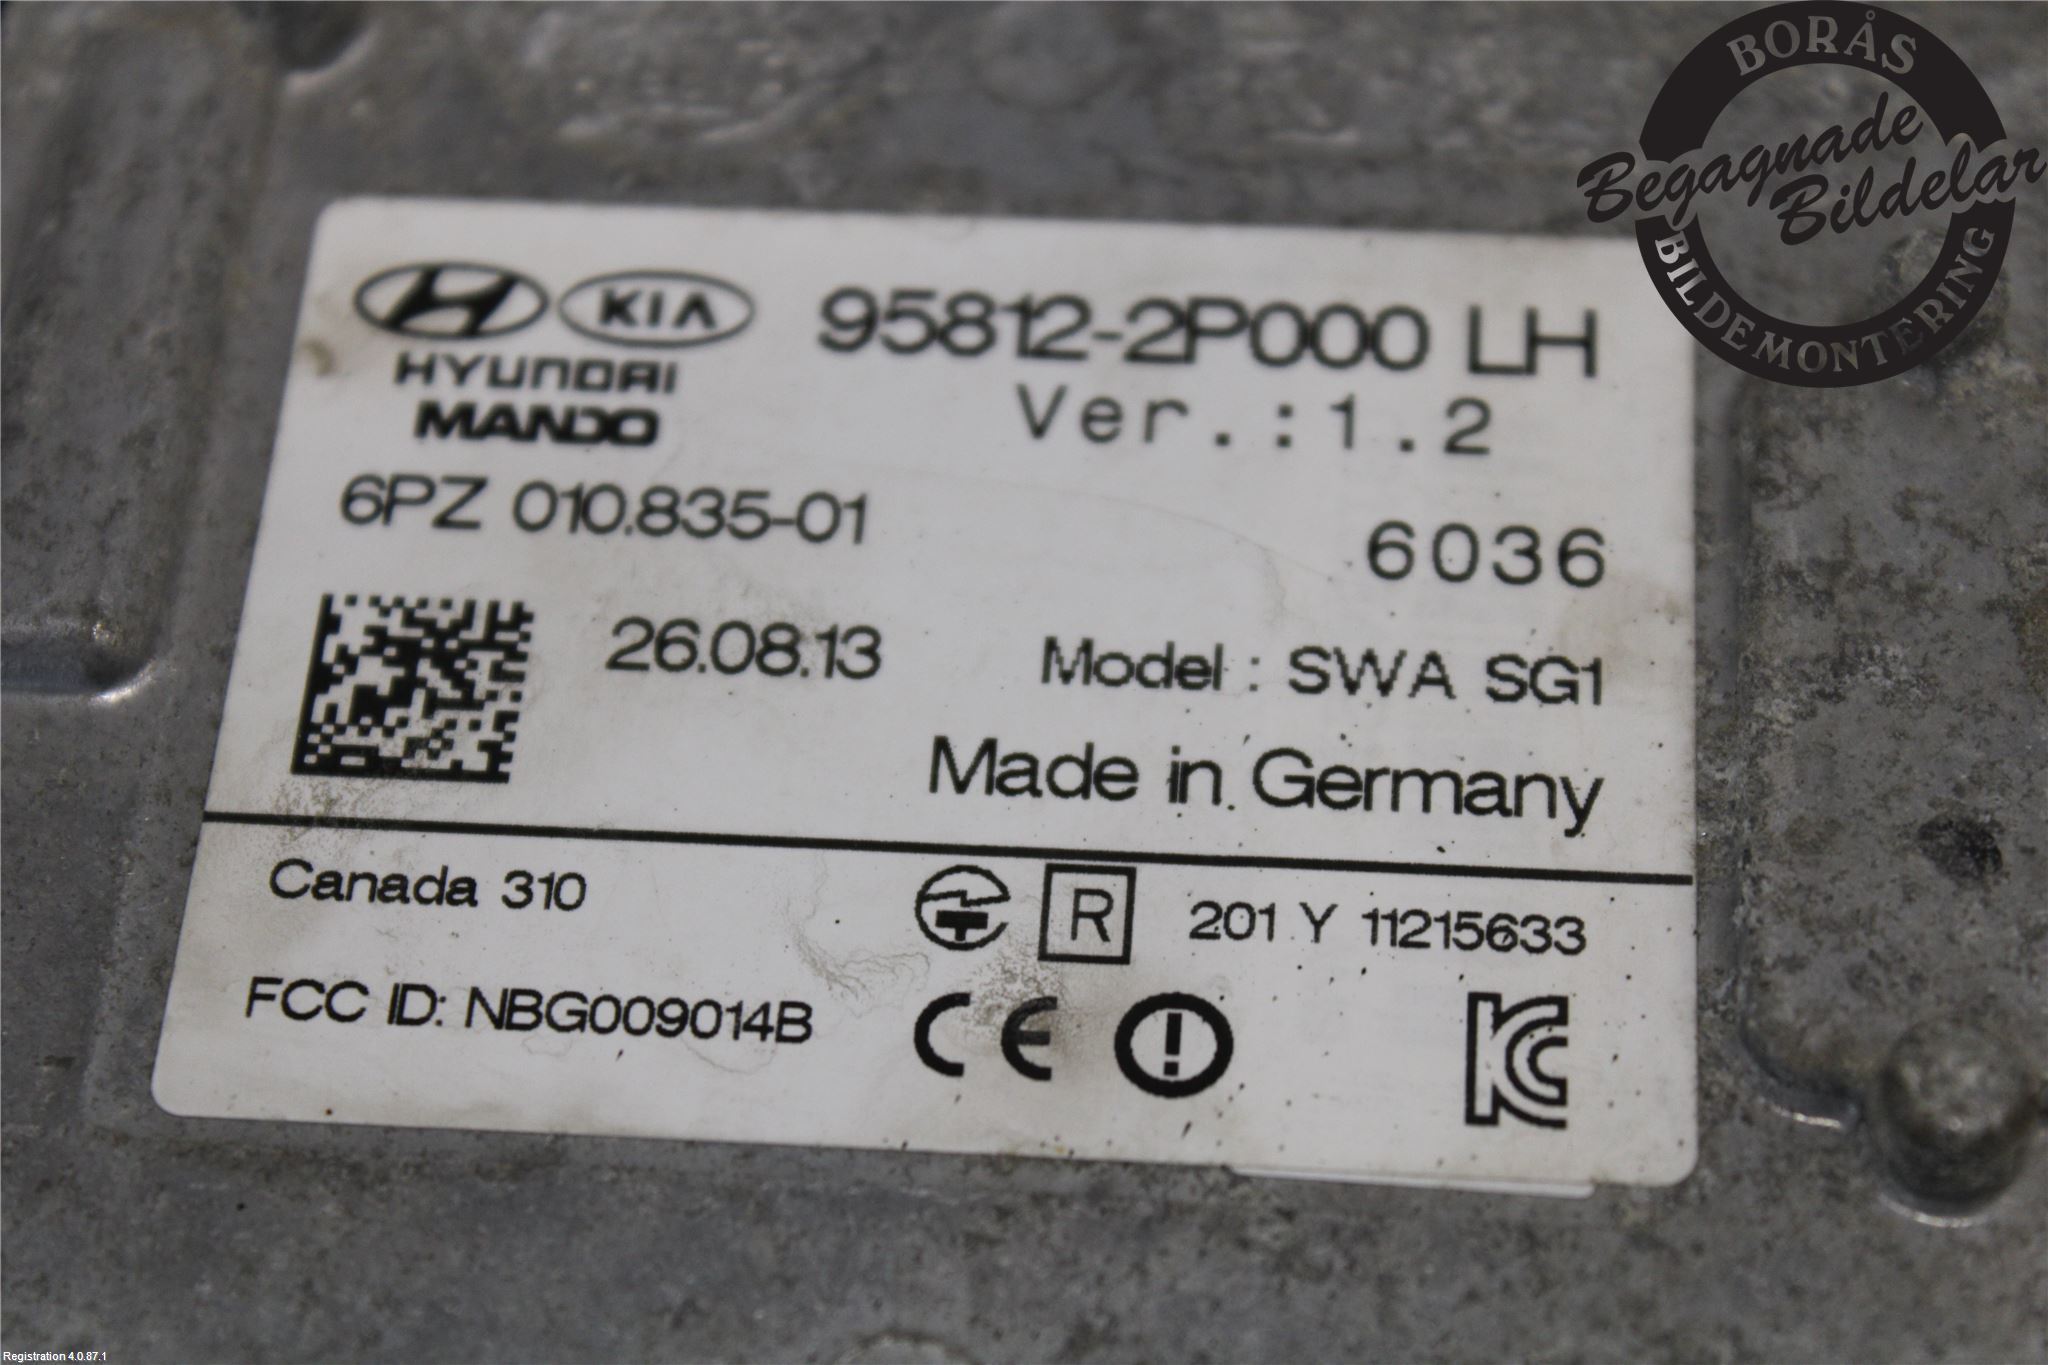 BORÅS
Begagnade
Bildelar
BILDEMONTERING
KIA
95812-2P000 LH
HYUNDAI
MANDO
Ver.:1.2
6PZ 010.835-01
6036
26.08.13
Model : SWA SG1
Made in Germany
Canada 310
R
201 Y 11215633
FCC ID: NBG009014B
CE
KC
Registration 4.0.87.1